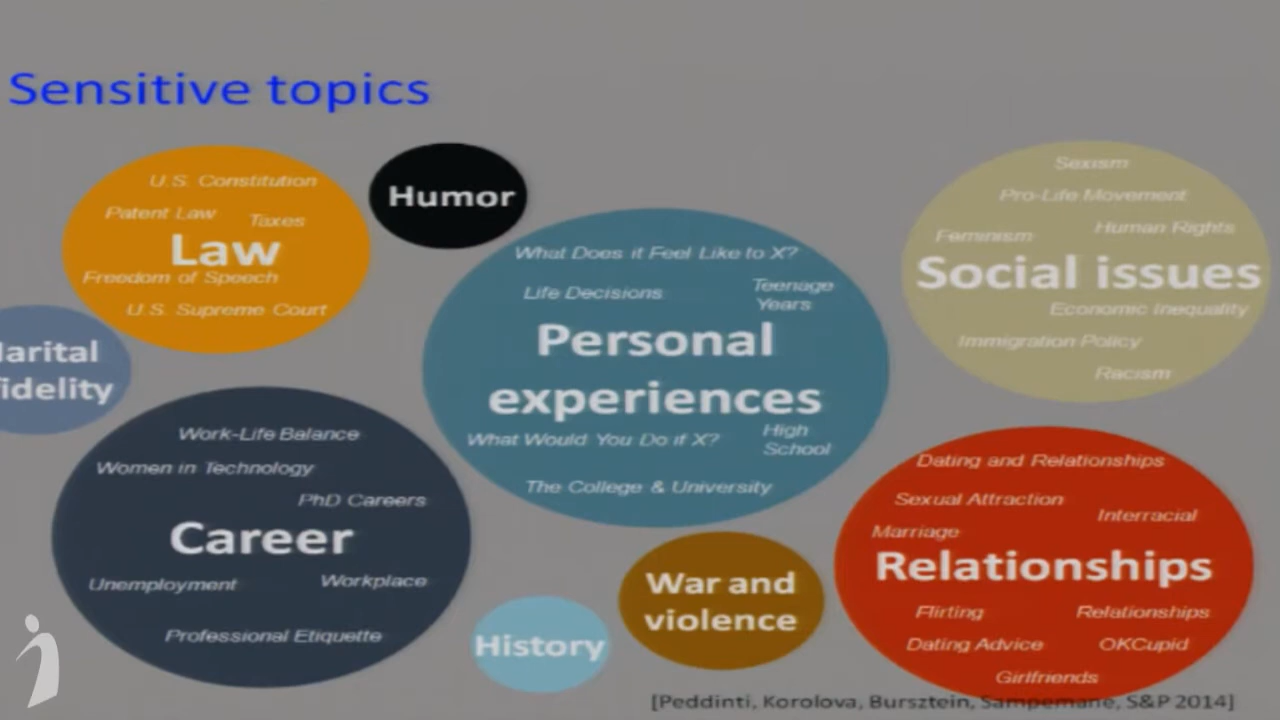 Sensitive topics
U.S. Constitution
Patent Law
Taxes
Law
Freedom of Speech
U.S. Supreme Court
Humor
What Does it Feel Like to X?
Life Decisions
Teenage
Years
Personal
experiences
What Would You Do if X?
High
School
The College & University
Sexism
Pro-Life Movement
Feminism
Human Rights
Social issues
Economic Inequality
Immigration Policy
Racism
arital
fidelity
Work-Life Balance
Women in Technology
PhD Careers
Career
Unemployment
Workplace
Professional Etiquette
History
War and
violence
Dating and Relationships
Sexual Attraction
Interracial
Marriage
Relationships
Flirting
Relationships
Dating Advice
OKCupid
Girlfriends
[Peddinti, Korolova, Bursztein, Sampemane, S&P 2014]